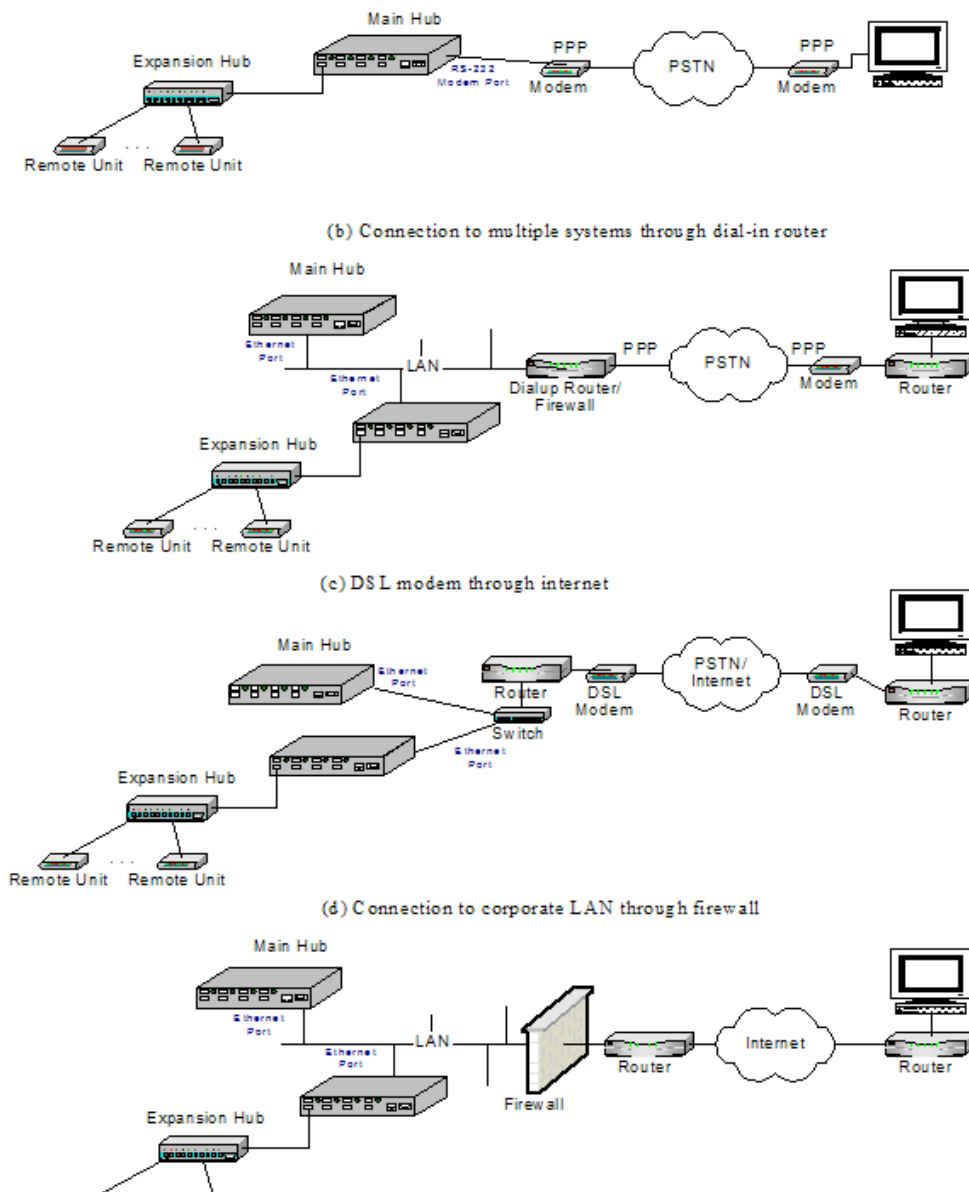 Main Hub
Expansion Hub
RS-232
Modem Port
PPP
Modem
PSTN
PPP
Modem
Remote Unit
. . .
Remote Unit
(b) Connection to multiple systems through dial-in router
Main Hub
Ethernet
Port
Ethernet
Port
LAN
Dialup Router/
Firewall
PPP
PSTN
PPP
Modem
Router
Expansion Hub
Remote Unit
. . .
Remote Unit
(c) DSL modem through internet
Main Hub
Ethernet
Port
Router
DSL
Modem
PSTN/
Internet
DSL
Modem
Router
Switch
Ethernet
Port
Expansion Hub
Remote Unit
. . .
Remote Unit
(d) Connection to corporate LAN through firewall
Main Hub
Ethernet
Port
Ethernet
Port
LAN
Firewall
Router
Internet
Router
Expansion Hub